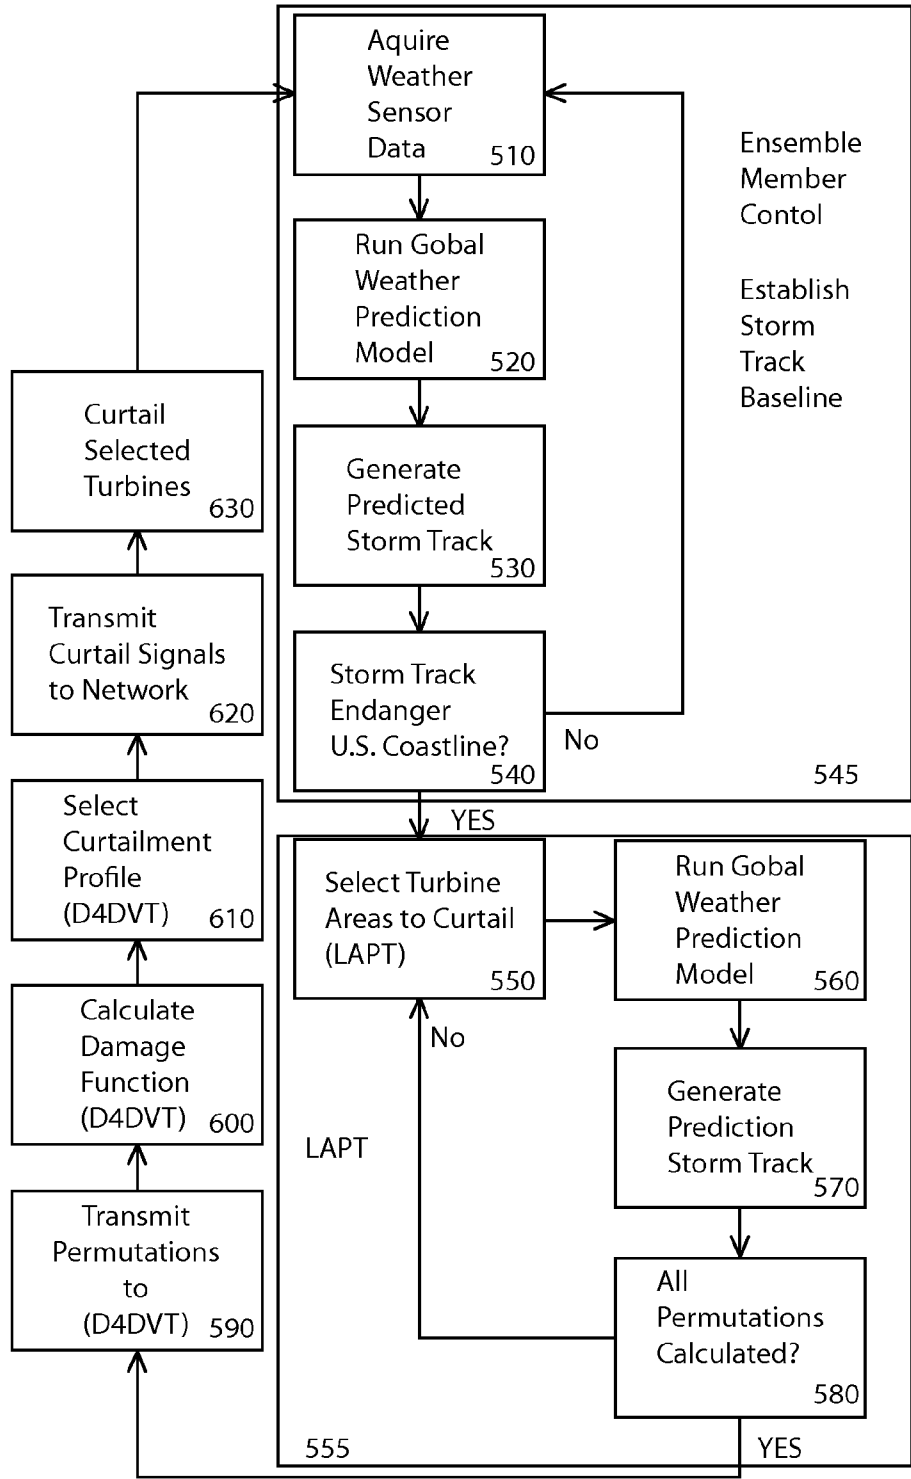 Aquire
Weather
Sensor
Data
510
Ensemble
Member
Contol
Establish
Storm
Track
Baseline
Run Gobal
Weather
Prediction
Model
520
Generate
Predicted
Storm Track
530
Storm Track
Endanger
U.S. Coastline?
540
No
545
YES
Curtail
Selected
Turbines
630
Transmit
Curtail Signals
to Network
620
Select
Curtailment
Profile
(D4DVT)
610
Calculate
Damage
Function
(D4DVT)
600
Transmit
Permutations
to
(D4DVT)
590
Select Turbine
Areas to Curtail
(LAPT)
550
No
LAPT
Run Gobal
Weather
Prediction
Model
560
Generate
Prediction
Storm Track
570
All
Permutations
Calculated?
580
555
YES